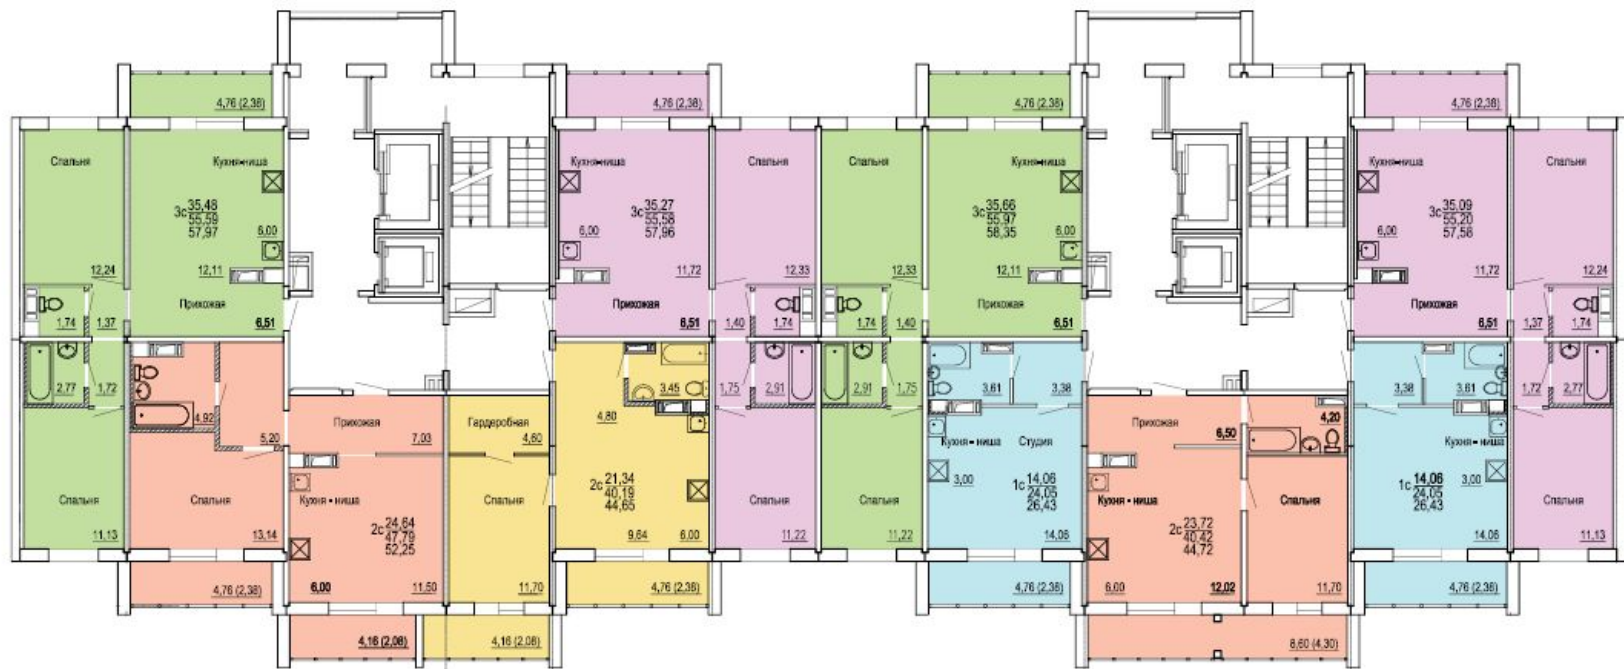 4,76 (2,38)
4,76 (2,38)
4,76 (2,38)
4,76 (2,38)
Спальня
Кухня-ниша
3с 35,48
55,59
57,97
6,00
12,24
12,11
Прихожая
1,74
1,37
6,51
2,77
1,72
Спальня
11,13
4,92
5,20
Спальня
13,14
4,76 (2,38)
Прихожая
7,03
Кухня - ниша
2с 24,64
47,79
52,25
6,00
11,50
4,16 (2,08)
Гардеробная
4,60
Спальня
11,70
4,16 (2,08)
3,45
4,80
2с 21,34
40,19
44,65
9,64
6,00
4,76 (2,38)
Кухня-ниша
Спальня
3с 35,27
55,58
57,96
6,00
11,72
12,33
Прихожая
6,51
1,40
1,74
1,75
2,91
Спальня
11,22
Спальня
Кухня-ниша
3с 35,66
55,97
58,35
6,00
12,33
12,11
Прихожая
1,74
1,40
6,51
2,91
1,75
Спальня
11,22
3,61
3,38
Кухня - ниша
Студия
3,00
1с 14,06
24,05
26,43
14,06
4,76 (2,38)
Прихожая
6,50
4,20
Кухня - ниша
Спальня
2с 23,72
40,42
44,72
6,00
12,02
11,70
8,60 (4,30)
Кухня-ниша
Спальня
3с 35,09
55,20
57,58
6,00
11,72
12,24
Прихожая
6,51
1,37
1,74
3,38
3,61
1,72
2,77
Кухня - ниша
1с 14,06
24,05
26,43
3,00
14,06
Спальня
11,13
4,76 (2,38)